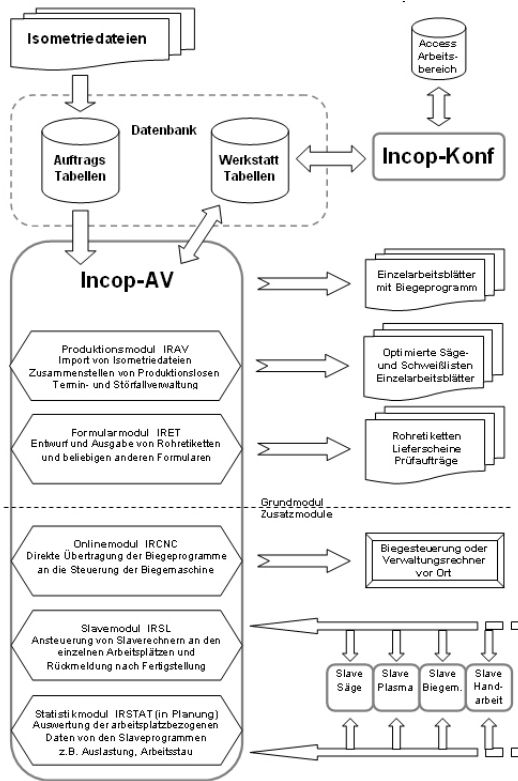 Isometriedateien
Access
Arbeits-
bereich
Datenbank
Auftrags
Tabellen
Werkstatt
Tabellen
Incop-Konf
Incop-AV
Einzelarbeitsblätter
mit Biegeprogramm
Produktionsmodul IRAV
Import von Isometriedateien
Zusammenstellen von Produktionslosen
Termin- und Störfallverwaltung
Optimierte Säge-
und Schweißlisten
Einzelarbeitsblätter
Formularmodul IRET
Entwurf und Ausgabe von Rohretiketten
und beliebigen anderen Formularen
Rohretiketten
Lieferscheine
Prüfaufträge
Grundmodul
Zusatzmodule
Onlinemodul IRCNC
Direkte Übertragung der Biegeprogramme
an die Steuerung der Biegemaschine
Biegesteuerung oder
Verwaltungsrechner
vor Ort
Slavemodul IRSL
Ansteuerung von Slaverechnern an den
einzelnen Arbeitsplätzen und
Rückmeldung nach Fertigstellung
Slave
Säge
Slave
Plasma
Slave
Biegem.
Slave
Hand-
arbeit
Statistikmodul IRSTAT (in Planung)
Auswertung der arbeitsplatzbezogenen
Daten von den Slaveprogrammen
z.B. Auslastung, Arbeitsstau